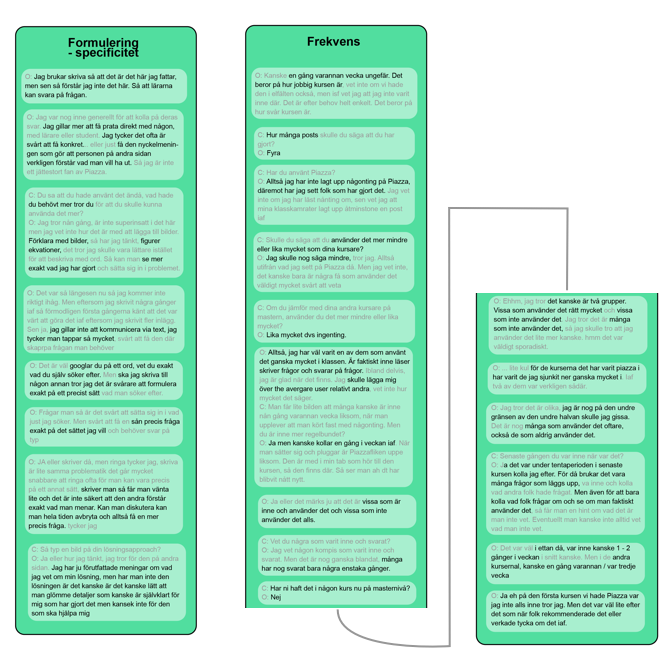 Formulering
- specificitet
O: Jag brukar skriva så att det är det här jag fattar,
men sen så förstår jag inte det här. Så att lärarna
kan svara på frågan.
O: Jag var nog inne generellt för att kolla på deras
svar. Jag gillar mer att få prata direkt med någon,
med lärare eller student. Jag tycker det ofta är
svårt att få konkret... eller just få den nyckelmenin-
gen som gör att personen på andra sidan
verkligen förstår vad man vill ha ut. Så jag är inte
ett jättestort fan av Piazza.
C: Du sa att du hade använt det ändå, vad hade
du behövt mer tror du för att du skulle kunna
använda det mer?
O: Jag tror nån gång, är inte supersnsatt i det här
men jag vet inte hur det är med att lägga till bilder.
Förklara med bilder, så har jag tänkt, figurer
ekvationer, det tror jag skulle vara lättare istället
för att beskriva med ord. Så kan man se mer
exakt vad jag har gjort och sätta sig in i problemet.
O: Det var så längesen nu så jag kommer inte
riktigt ihåg. Men eftersom jag skrivit några gånger
iaf så förmodligen första gångerna känt att det var
värt att göra det iaf eftersom jag skrivit fler inlägg.
Sen ja, jag gillar inte att kommunicera via text, jag
tycker man tappar så mycket, svårt att få den
skarpra frågan man behöver
O: Det är väl googlar du på ett ord, vet du exakt
vad du själv söker efter. Men ska jag skriva till
någon annan tror jag det är svårare att formulera
exakt på ett precist sätt vad man söker efter.
O: Frågar man så är det svårt att sätta sig in i vad
just jag söker. Men svårt att få en sån precis fråga
exakt på det sättet jag vill och behöver svar på
typ
O: JA eller skriver då, men ringa tycker jag, skriva
är lite samma problematik det går mycket
snabbare att ringa ofta för man kan vara precis
på ett annat sätt, skriver man så får man vänta
lite och det är inte säkert att den andra förstår
exakt vad man menar. Kan man diskutera kan
man hela tiden avbryta och alltså få en mer
precis fråga. tycker jag
C: Så typ en bild på din lösningsapproach?
O: Ja eller hur jag tänkt, jag tror för den på andra
sidan. Jag har ju förutfattade meningar om vad
jag vet om min lösning, men har man inte den
lösningen är det kanske är det kanske lätt att
man glömmer detaljer som kanske är självklart för
mig som har gjort det men kansek inte för den
som ska hjälpa mig
Frekvens
O: Kanske en gång varannan vecka ungefär. Det
beror på hur jobbig kursen är. vet inte om vi hade
den i elfälten också, men iaf vet jag att jag inte varit
inne där. Det är efter behov helt enkelt. Det beror på
hur svår kursen är.
C: Hur många posts skulle du säga att du har
gjort?
O: Fyra
C: Har du använt Piazza?
O: Alltså jag har inte lagt upp någonting på Piazza,
däremot har jag sett folk som har gjort det. Jag vet
inte om jag har läst nånting om, sen vet jag att
mina klasskamrater lagt upp åtminstone en post
iaf
C: Skulle du säga att du använder det mer mindre
eller lika mycket som dina kursare?
O: Jag skulle nog säga mindre, tror jag. Alltså
utifrån vad jag sett på Piazza då. Men jag vet inte,
det kanske bara är några få som använder det
väldigt mycket svårt att veta
C: Om du jämför med dina andra kursare på
mastern, använder du det mer mindre eller lika
mycket?
O: Lika mycket dvs ingenting.
O: Alltså, jag har väl varit en av dem som använt
det ganska mycket i klassen. Är faktiskt inne läser
skriver frågor och svarar på frågor. Ibland delvis,
jag är glad när det finns. Jag skulle lägga mig
över the avergare user relativt andra. vet inte hur
mycket det säger.
C: Man får lite bilden att många kanske är inne
nån gång varannan vecka liksom, när man
upplever att man kört fast med någonting. Men
du är inne mer regelbundet?
O: Ja men kanske kollar en gång i veckan iaf. När
man sätter sig och pluggar är Piazzafliken uppe
liksom. Den är med i min tab som hör till den
kursen, så den finns där. Så ser man ah dt har
blibvit nått nytt.
O: Ja eller det märks ju att det är vissa som är
inne och använder det och vissa som inte
använder det alls.
C: Vet du några som varit inne och svarat?
O: Jag vet någon kompis som varit inne och
svarat. Men det är nog ganska blandat. många
har nog svarat bara några enstaka gånger.
C: Har ni haft det i någon kurs nu på masternivå?
O: Nej
O: Ehhm, jag tror det kanske är två grupper.
Vissa som använder det rätt mycket och vissa
som inte använder det. Jag tror det är många
som inte använder det, så jag skulle tro att jag
använder det lite mer kanske. hmm det var
väldigt sporadiskt.
O: ... lite kul för de kurserna det har varit piazza i
har varit de jag sjunkit ner ganska mycket i. Iaf
två av dem var verkligen sådär.
O: Jag tror det är olika, jag är nog på den undre
gränsen av den undre halvan skulle jag gissa.
Det är nog många som använder det oftare,
också de som aldrig använder det.
C: Senaste gången du var inne när var det?
O: Ja det var under tentaperioden i senaste
kursen kolla jag efter. För då brukar det vara
många frågor som läggs upp, va inne och kolla
vad andra folk hade frågat. Men även för att bara
kolla vad folk frågar om och se om man faktiskt
använder det, så får man en hint om vad det är
man inte vet. Eventuellt man kanske inte alltid vet
vad man inte vet.
O: Det var väl i ettan då, var inne kanske 1 - 2
gånger i veckan i snitt kanske. Men i de andra
kursernat, kanske en gång varannan / var tredje
vecka
O: Ja eh på den första kursen vi hade Piazza var
jag inte alls inne tror jag. Men det var väl lite efter
det som när folk rekommenderade det eller
verkade tycka om det iaf.